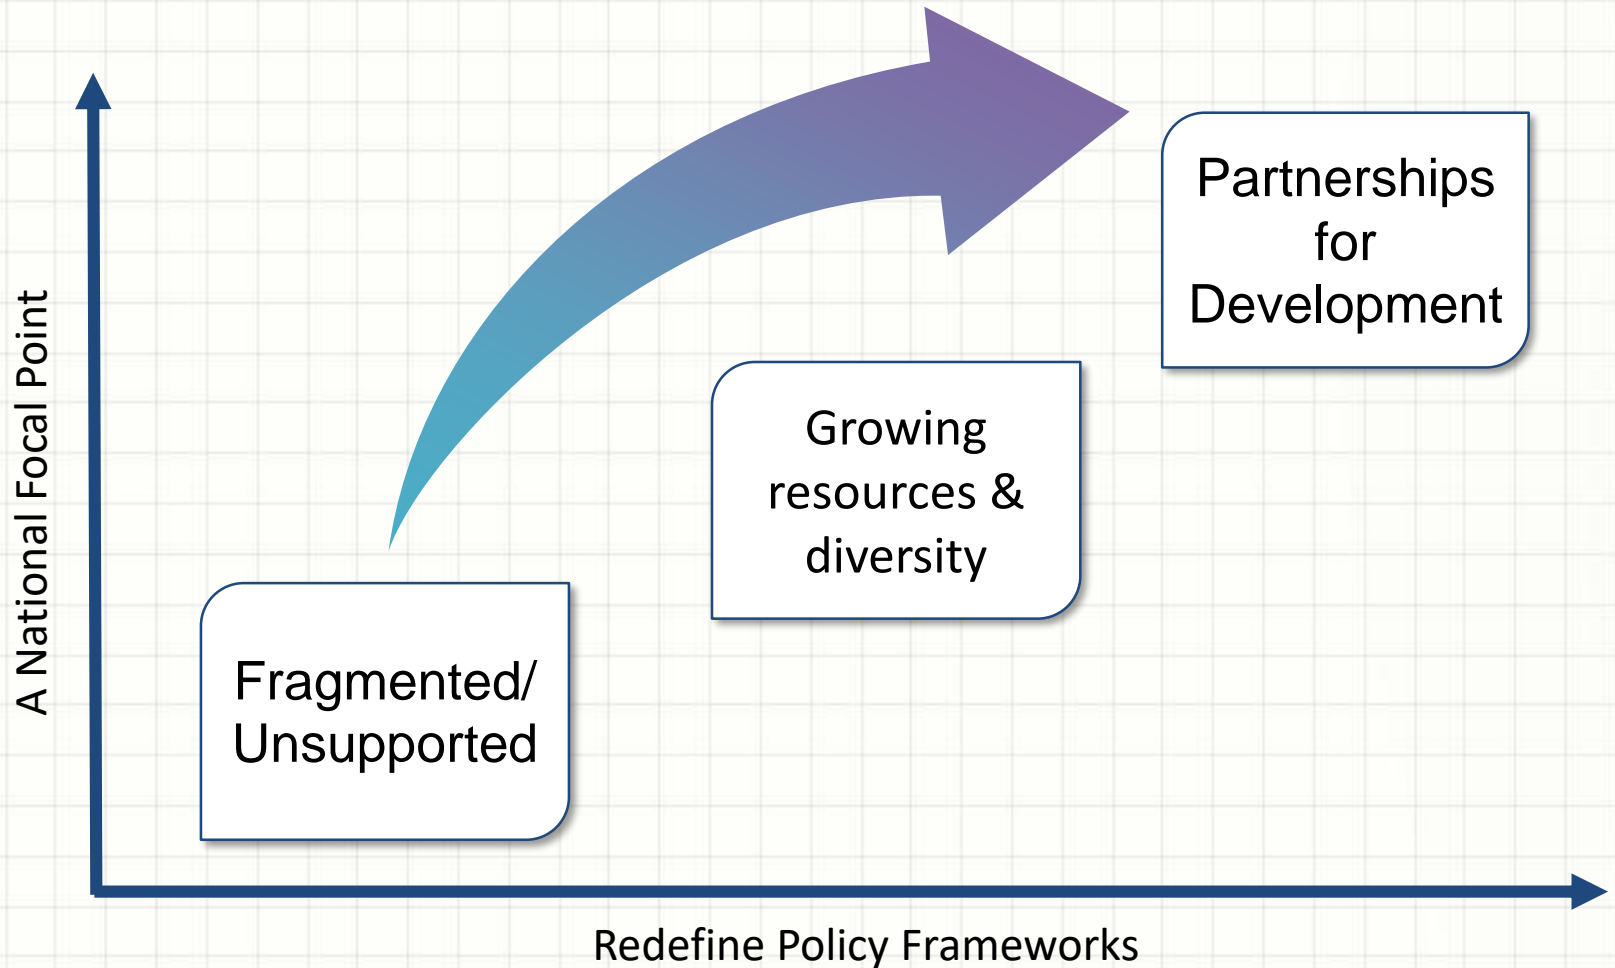 A National Focal Point
Fragmented/
Unsupported
Growing
resources &
diversity
Partnerships
for
Development
Redefine Policy Frameworks